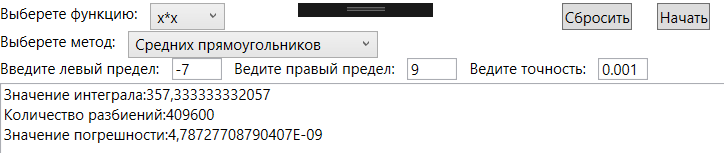 Выберете функцию: x*x Сбросить Начать
Выберете метод: Средних прямоугольников
Введите левый предел: -7 Ведите правый предел: 9 Ведите точность: 0.001
Значение интеграла:357,333333332057
Количество разбиений:409600
Значение погрешности:4,78727708790407E-09